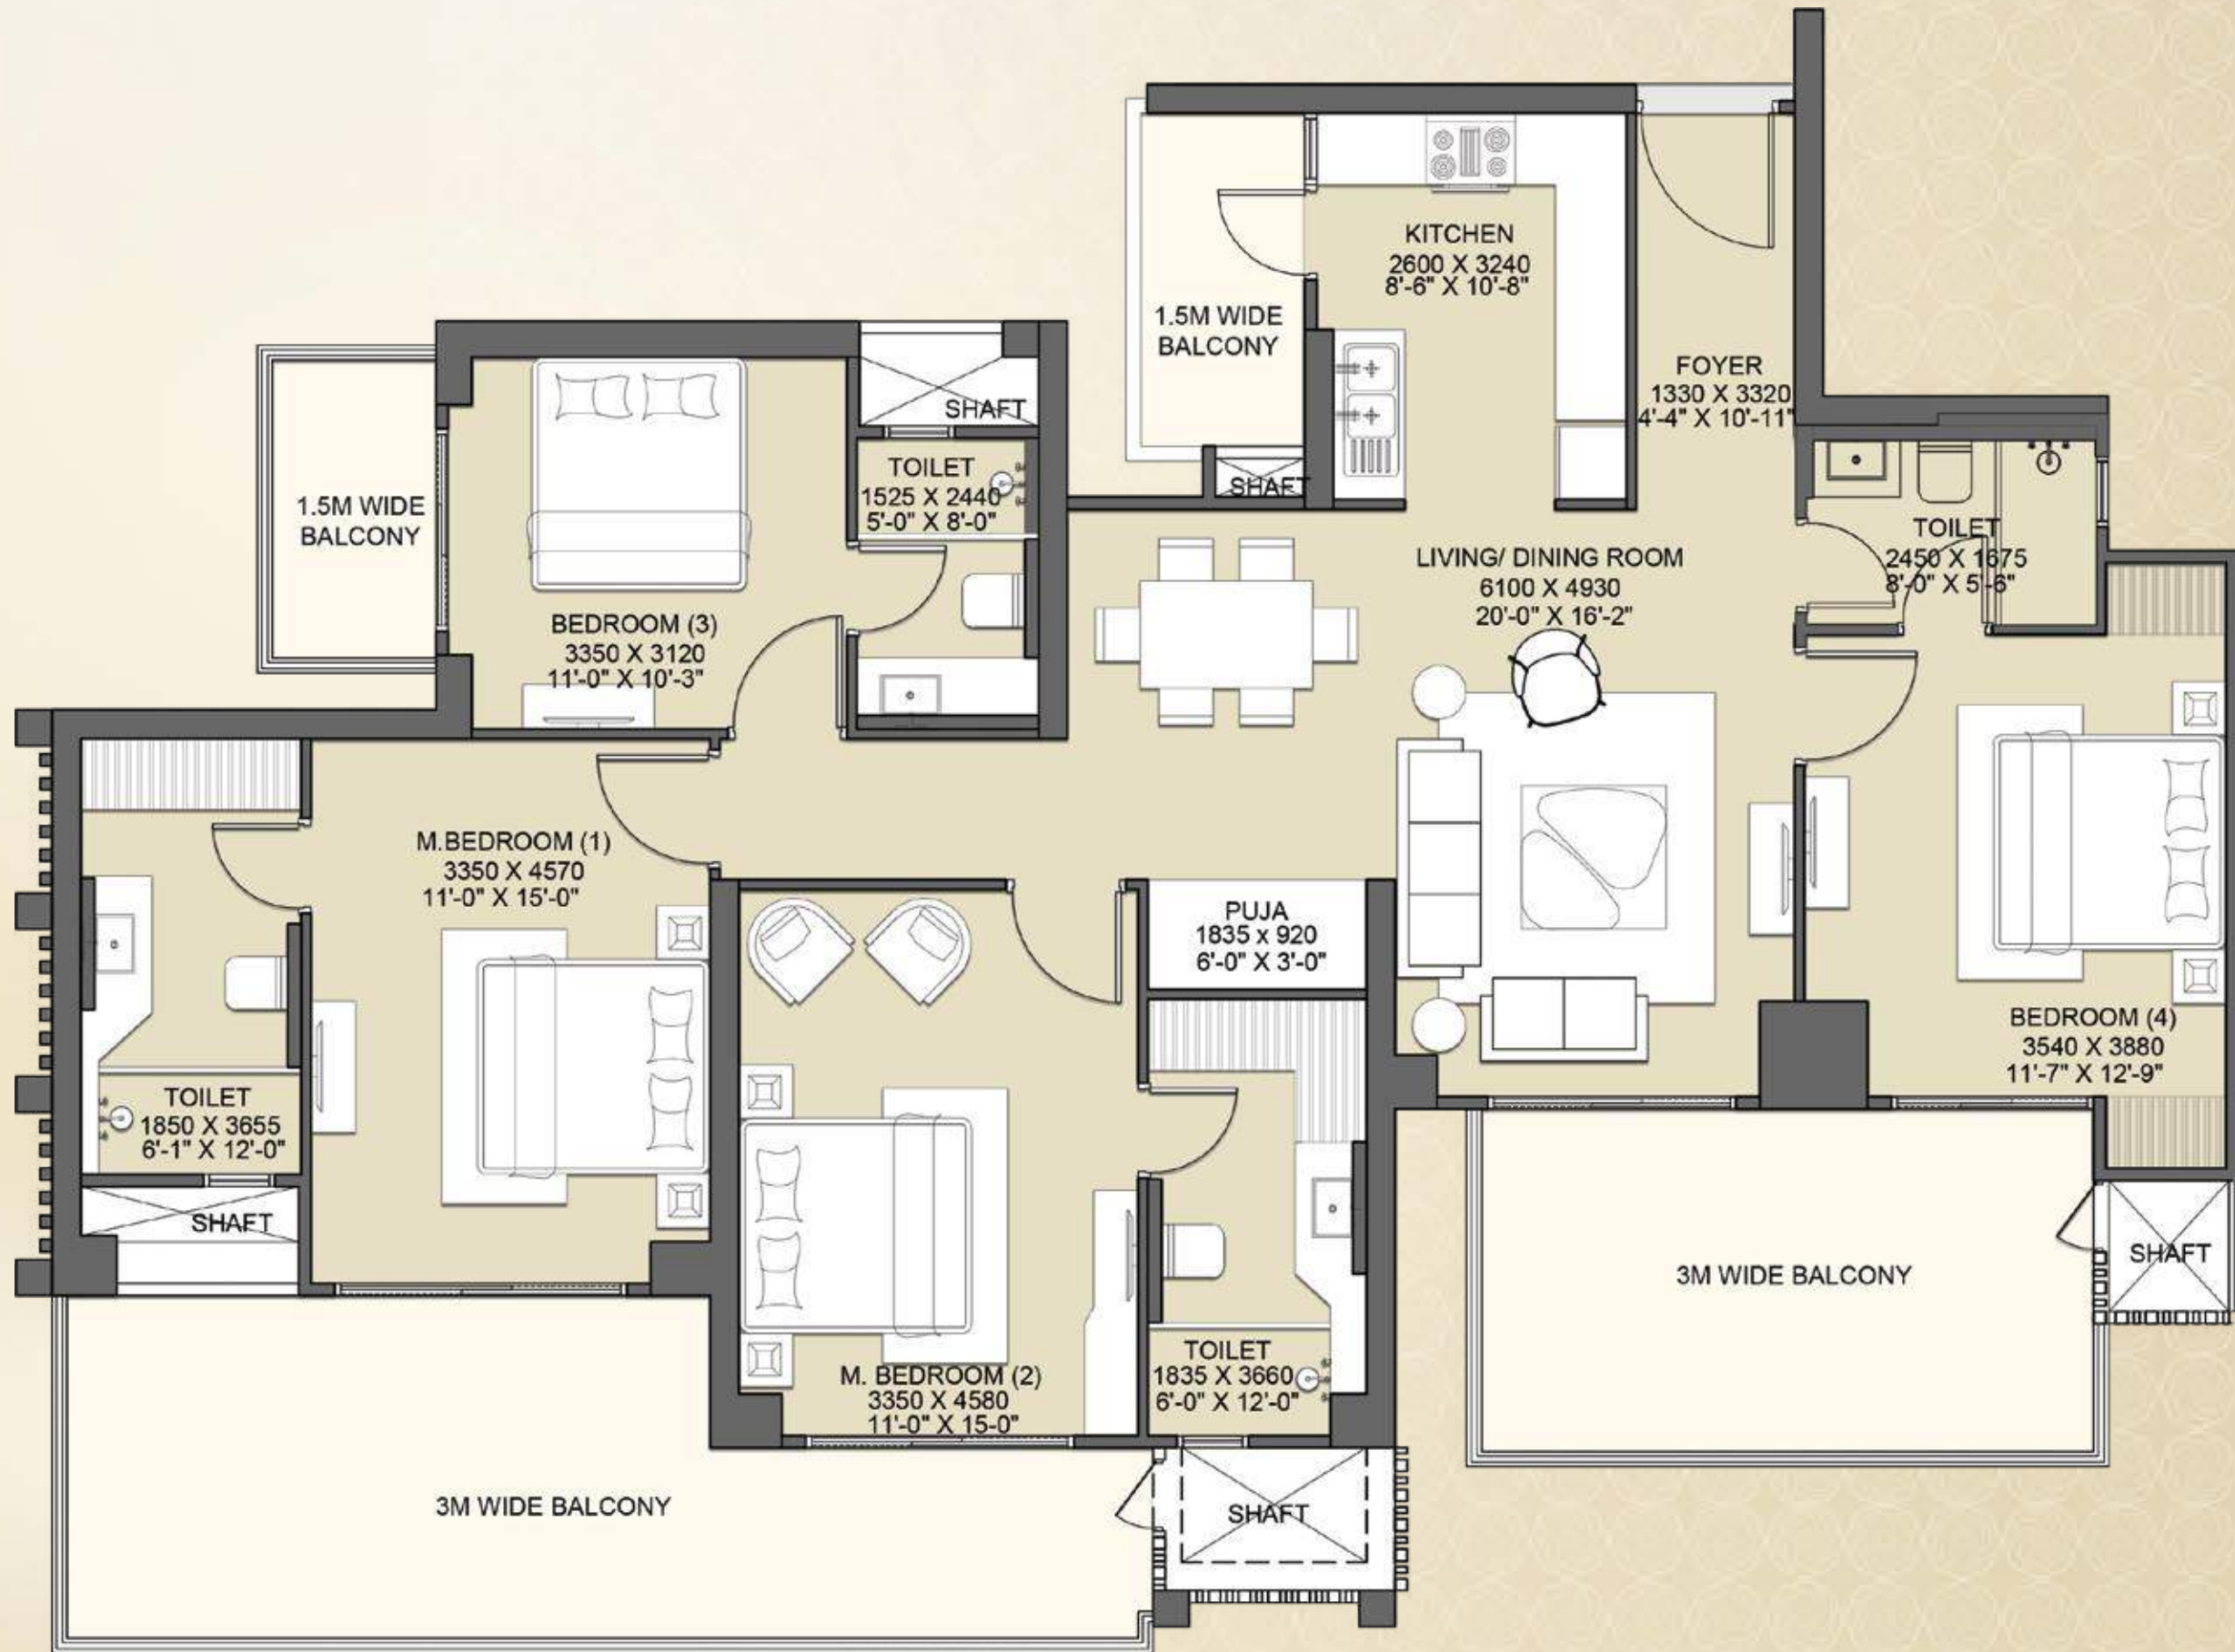 KITCHEN
2600 X 3240
8'-6" X 10'-8"
1.5M WIDE
BALCONY
FOYER
1330 X 3320
4'-4" X 10'-11"
SHAFT
SHAFT
TOILET
1525 X 2440
5'-0" X 8'-0"
1.5M WIDE
BALCONY
TOILET
2450 X 1675
8'-0" X 5'-6"
LIVING/ DINING ROOM
6100 X 4930
20'-0" X 16'-2"
BEDROOM (3)
3350 X 3120
11'-0" X 10'-3"
M.BEDROOM (1)
3350 X 4570
11'-0" X 15'-0"
PUJA
1835 x 920
6'-0" X 3'-0"
BEDROOM (4)
3540 X 3880
11'-7" X 12'-9"
TOILET
1850 X 3655
6'-1" X 12'-0"
SHAFT
SHAFT
3M WIDE BALCONY
M. BEDROOM (2)
3350 X 4580
11'-0" X 15-0"
TOILET
1835 X 3660
6'-0" X 12'-0"
3M WIDE BALCONY
SHAFT